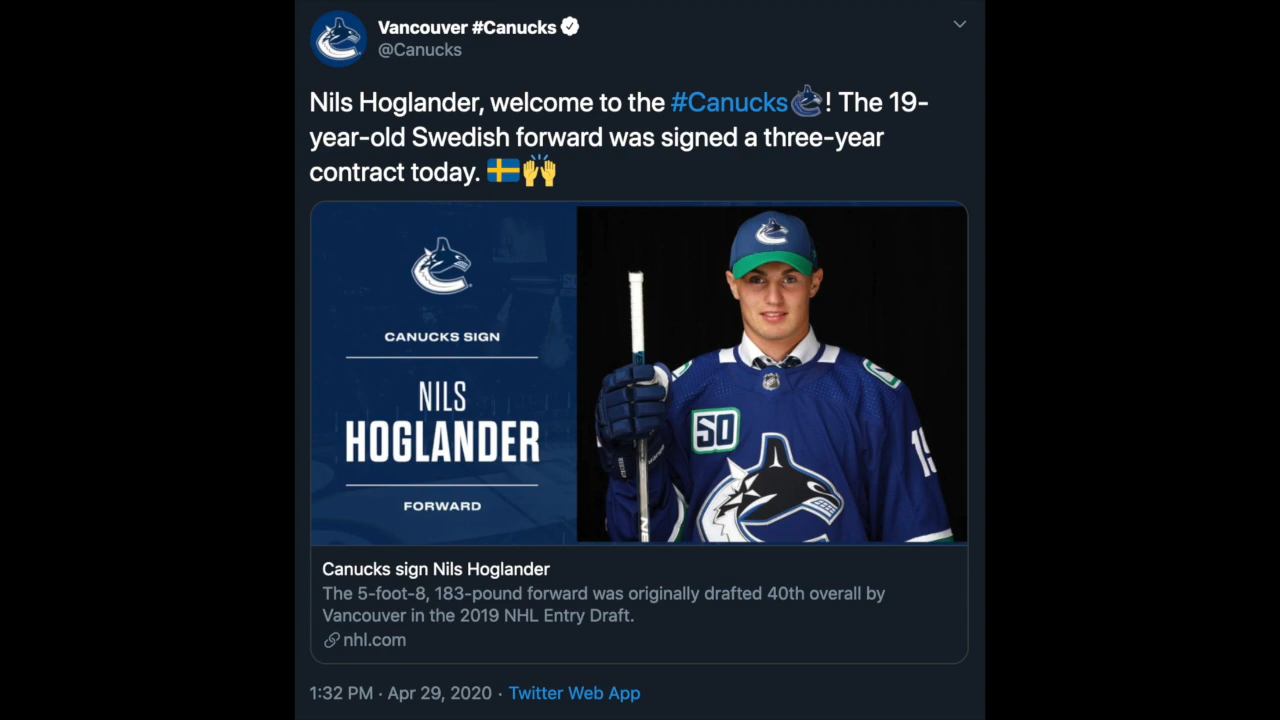 Vancouver #Canucks
@Canucks
Nils Hoglander, welcome to the #Canucks! The 19-
year-old Swedish forward was signed a three-year
contract today. 🇸🇪🙌
CANUCKS SIGN
NILS
HOGLANDER
FORWARD
50
19
Canucks sign Nils Hoglander
The 5-foot-8, 183-pound forward was originally drafted 40th overall by
Vancouver in the 2019 NHL Entry Draft.
nhl.com
1:32 PM · Apr 29, 2020 · Twitter Web App